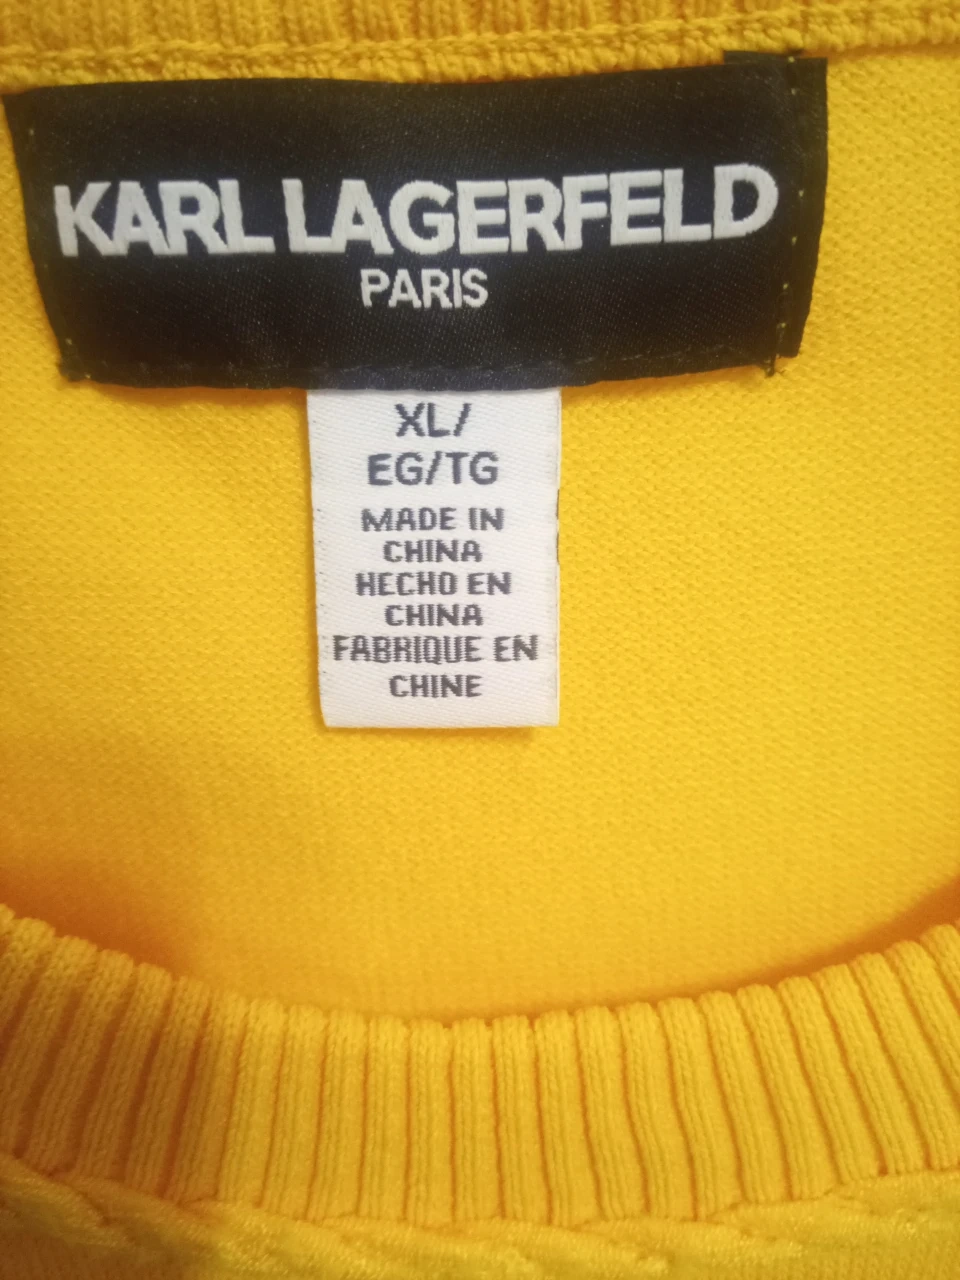 KARL LAGERFELD
PARIS
XL/
EG/TG
MADE IN
CHINA
HECHO EN
CHINA
FABRIQUE EN
CHINE